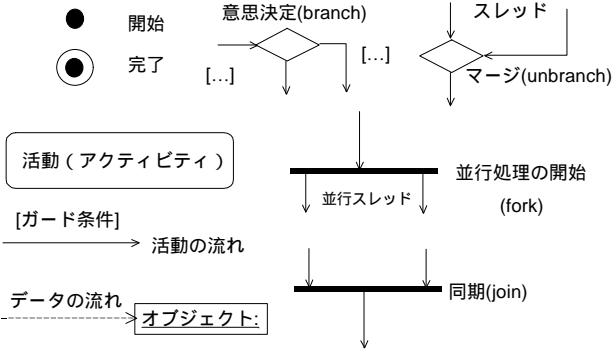 開始
完了
意思決定(branch)
[…]
[…]
スレッド
マージ(unbranch)
活動（アクティビティ）
[ガード条件]
活動の流れ
データの流れ
オブジェクト:
並行スレッド
並行処理の開始
(fork)
同期(join)